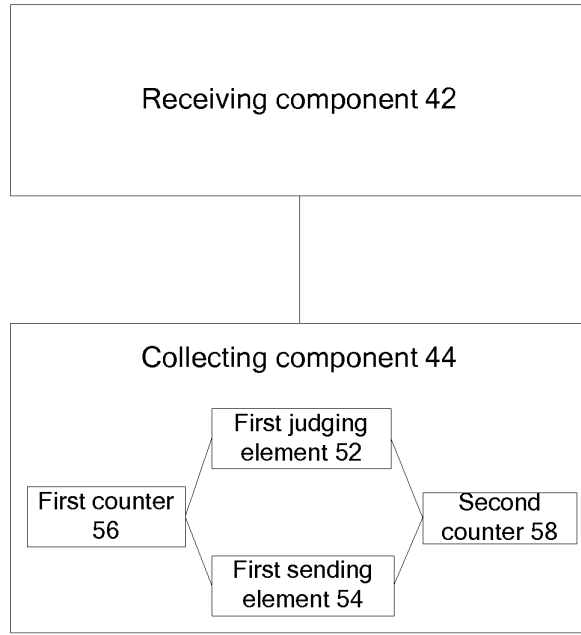 Receiving component 42
Collecting component 44
First judging
element 52
First counter
56
Second
counter 58
First sending
element 54